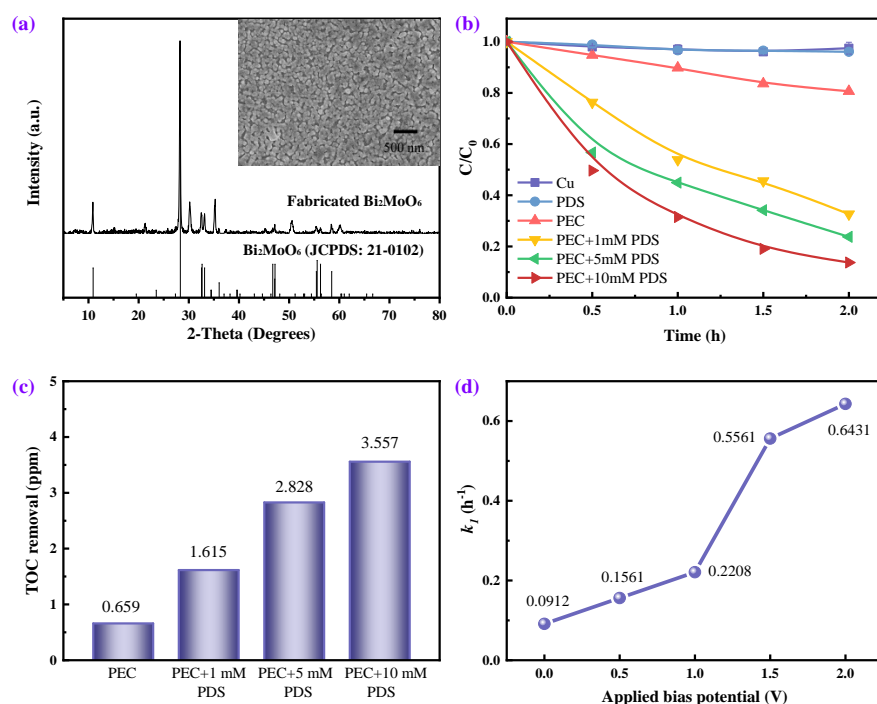 (a)
Intensity (a.u.)
500 nm
Fabricated Bi₂MoO₆
Bi₂MoO₆ (JCPDS: 21-0102)
10 20 30 40 50 60 70 80
2-Theta (Degrees)
(b)
C/C₀
1.0
0.8
0.6
0.4
0.2
0.0
Cu
PDS
PEC
PEC+1mM PDS
PEC+5mM PDS
PEC+10mM PDS
0.0 0.5 1.0 1.5 2.0
Time (h)
(c)
TOC removal (ppm)
5
4
3
2
1
0
0.659
1.615
2.828
3.557
PEC PEC+1 mM PEC+5 mM PEC+10 mM
PDS PDS PDS
(d)
k₁ (h⁻¹)
0.6
0.4
0.2
0.0
0.0912
0.1561
0.2208
0.5561
0.6431
0.0 0.5 1.0 1.5 2.0
Applied bias potential (V)